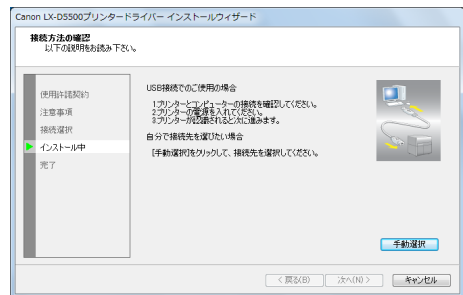 Canon LX-D5500プリンタードライバー インストールウィザード
接続方法の確認
以下の説明をお読み下さい。
使用許諾契約
注意事項
接続選択
インストール中
完了
USB接続でのご使用の場合
1.プリンターとコンピューターの接続を確認してください。
2.プリンターの電源を入れてください。
3.プリンターが認識されると次に進みます。
自分で接続先を選びたい場合
[手動選択]をクリックして、接続先を選択してください。
手動選択
< 戻る(B)
次へ(N) >
キャンセル